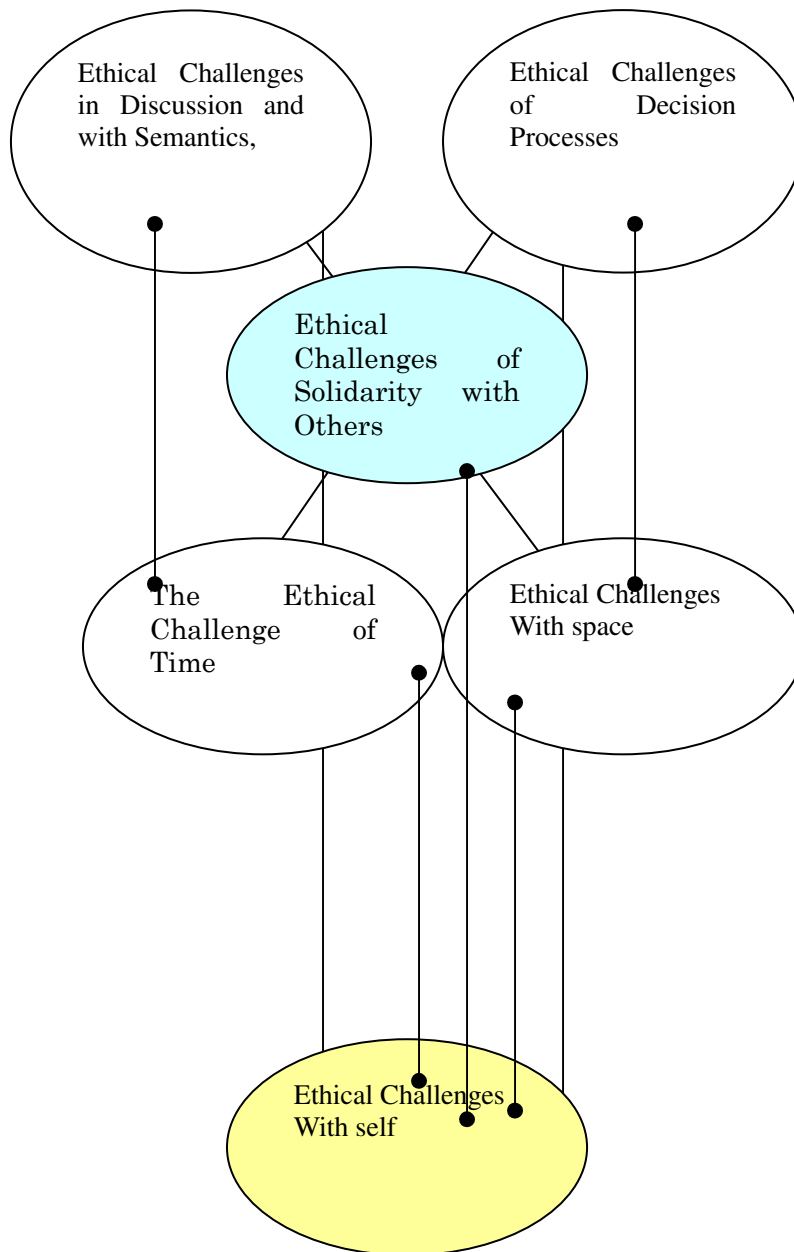 Ethical Challenges
in Discussion and
with Semantics,
Ethical Challenges
of Decision
Processes
Ethical
Challenges of
Solidarity with
Others
The Ethical
Challenge of
Time
Ethical Challenges
With space
Ethical Challenges
With self